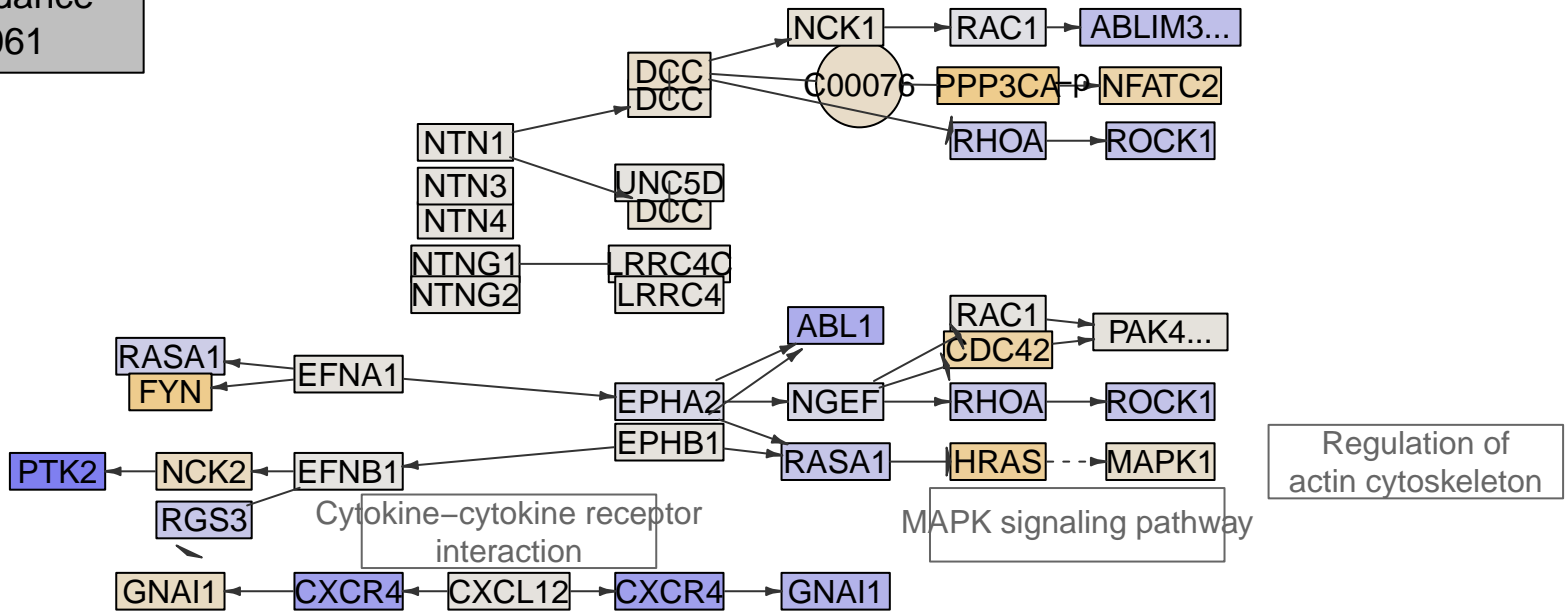 961
NCK1
RAC1
ABLIM3...
DCC
DCC
C00076
PPP3CA
-p
NFATC2
NTN1
RHOA
ROCK1
NTN3
NTN4
UNC5D
DCC
NTNG1
NTNG2
LRRC4C
LRRC4
ABL1
RAC1
CDC42
PAK4...
RASA1
FYN
EFNA1
EPHA2
NGEF
RHOA
ROCK1
EPHB1
RASA1
HRAS
MAPK1
Regulation of
actin cytoskeleton
PTK2
NCK2
EFNB1
RGS3
Cytokine–cytokine receptor
interaction
MAPK signaling pathway
GNAI1
CXCR4
CXCL12
CXCR4
GNAI1